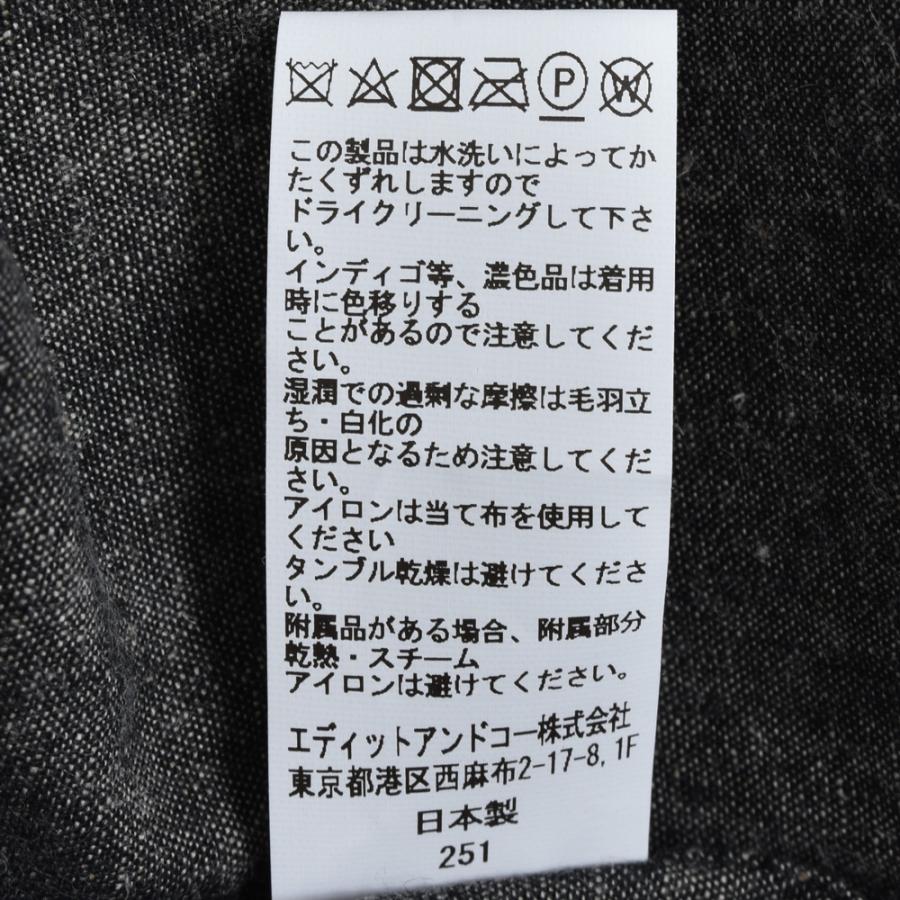 P
W
この製品は水洗いによってか
たくずれしますので
ドライクリーニングして下さ
い。
インディゴ等、濃色品は着用
時に色移りする
ことがあるので注意してくだ
さい。
湿潤での過剰な摩擦は毛羽立
ち・白化の
原因となるため注意してくだ
さい。
アイロンは当て布を使用して
ください
タンブル乾燥は避けてくださ
い。
附属品がある場合、附属部分
乾熱・スチーム
アイロンは避けてください。
エディットアンドコー株式会社
東京都港区西麻布2-17-8, 1F
日本製
251